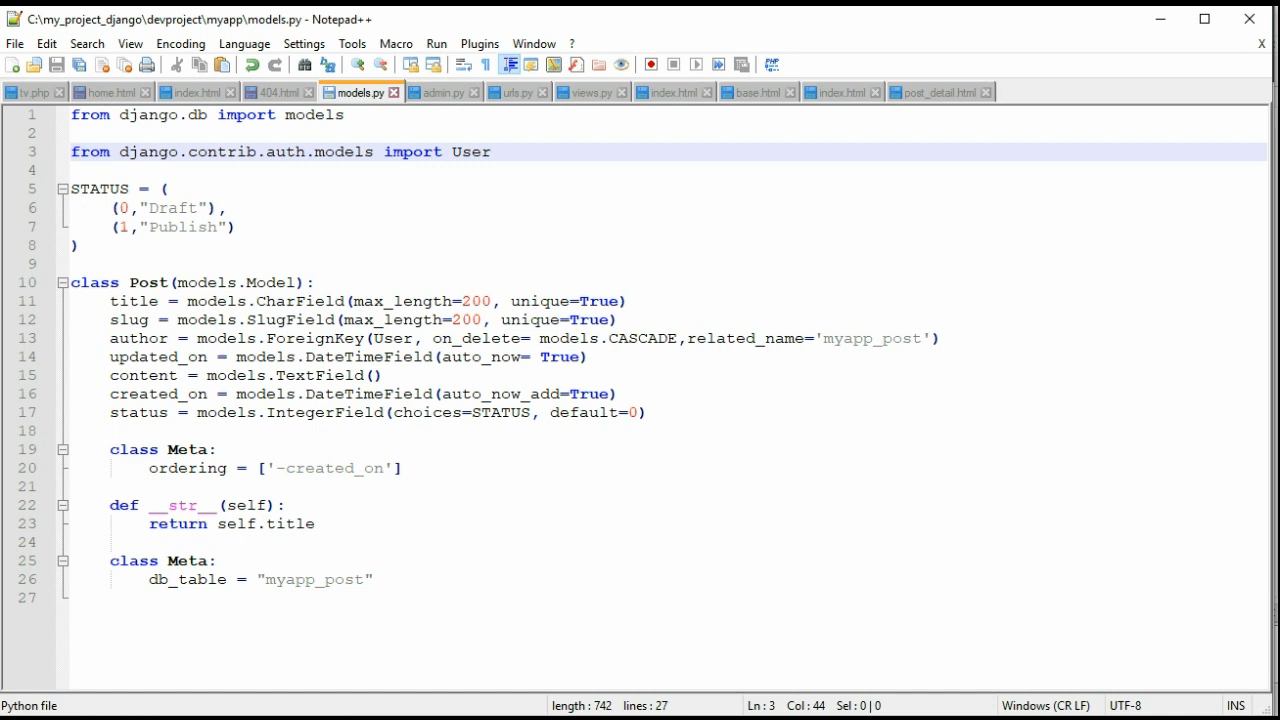 C:\my_project_django\devproject\myapp\models.py - Notepad++
File Edit Search View Encoding Language Settings Tools Macro Run Plugins Window ? X
tv.php home.html index.html 404.html models.py admin.py urls.py views.py index.html base.html index.html post_detail.html
1 from django.db import models
2
3 from django.contrib.auth.models import User
4
5 STATUS = (
6 (0,"Draft"),
7 (1,"Publish")
8 )
9
10 class Post(models.Model):
11 title = models.CharField(max_length=200, unique=True)
12 slug = models.SlugField(max_length=200, unique=True)
13 author = models.ForeignKey(User, on_delete= models.CASCADE,related_name='myapp_post')
14 updated_on = models.DateTimeField(auto_now= True)
15 content = models.TextField()
16 created_on = models.DateTimeField(auto_now_add=True)
17 status = models.IntegerField(choices=STATUS, default=0)
18
19 class Meta:
20 ordering = ['-created_on']
21
22 def __str__(self):
23 return self.title
24
25 class Meta:
26 db_table = "myapp_post"
27
Python file length : 742 lines : 27 Ln : 3 Col : 44 Sel : 0 | 0 Windows (CR LF) UTF-8 INS